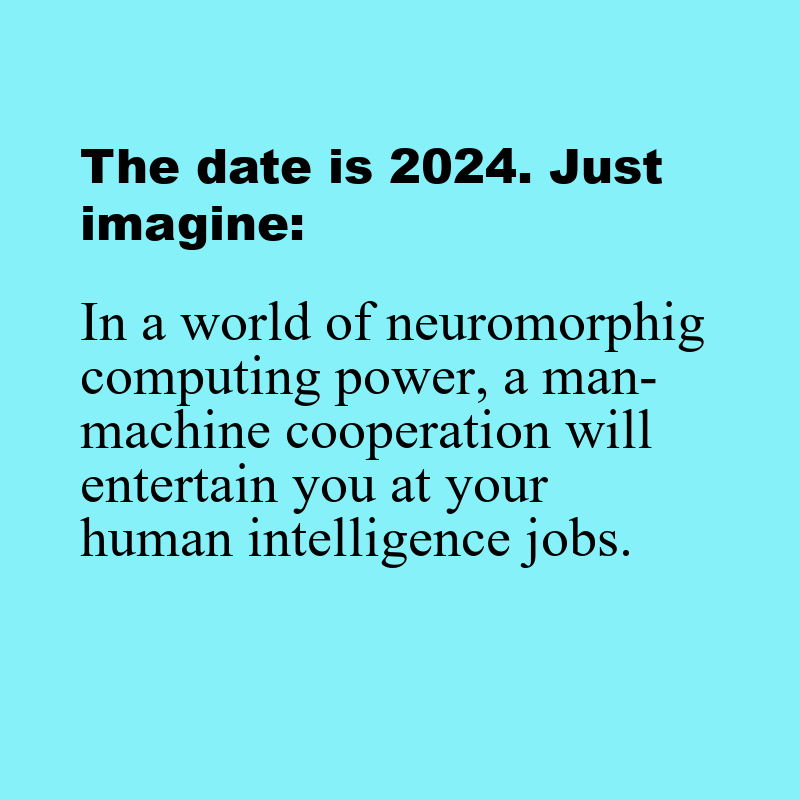 The date is 2024. Just
imagine:
In a world of neuromorphig
computing power, a man-
machine cooperation will
entertain you at your
human intelligence jobs.